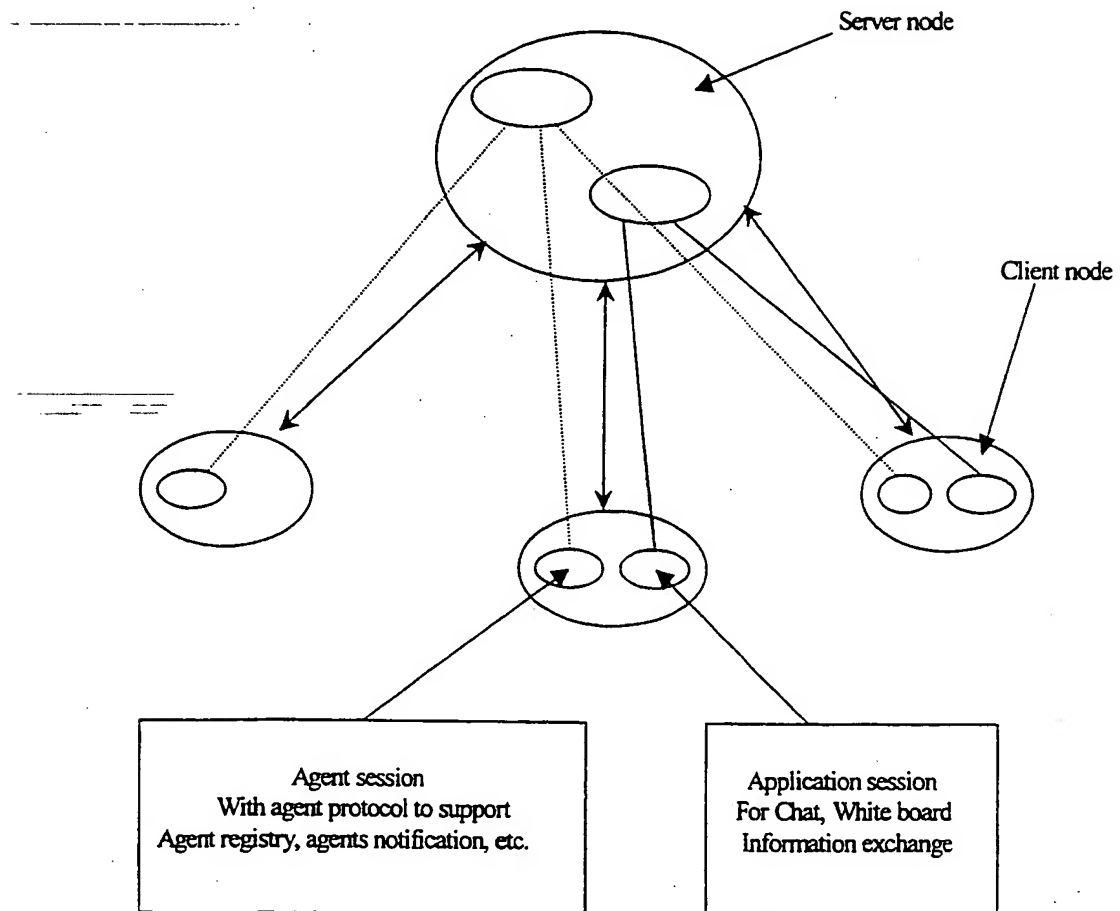 Server node
Client node
Agent session
With agent protocol to support
Agent registry, agents notification, etc.
Application session
For Chat, White board
Information exchange